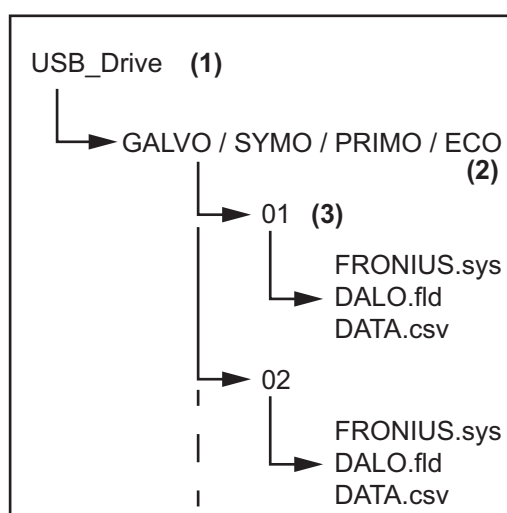 USB_Drive (1)
GALVO / SYMO / PRIMO / ECO
(2)
01 (3)
FRONIUS.sys
DALO.fld
DATA.csv
02
FRONIUS.sys
DALO.fld
DATA.csv